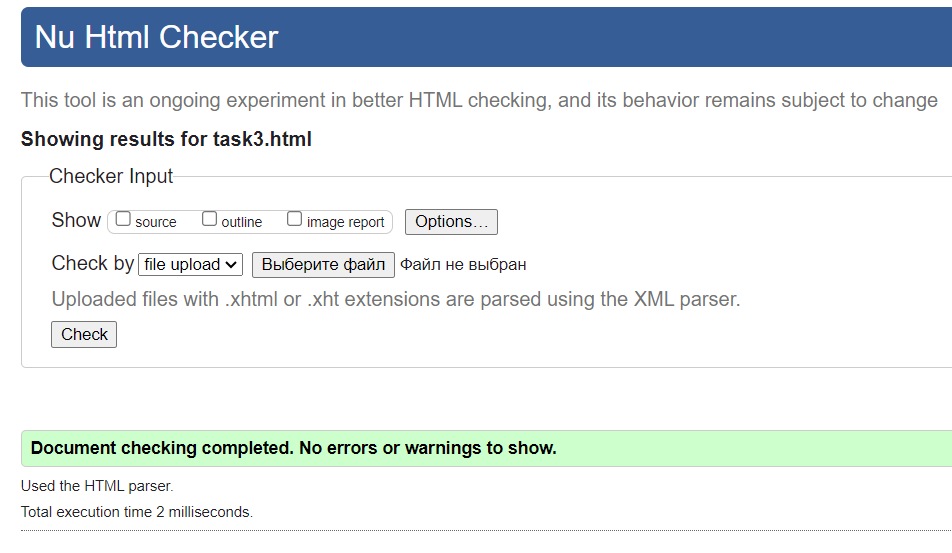 Nu Html Checker
This tool is an ongoing experiment in better HTML checking, and its behavior remains subject to change
Showing results for task3.html
Checker Input
Show source outline image report Options...
Check by file upload Выберите файл Файл не выбран
Uploaded files with .xhtml or .xht extensions are parsed using the XML parser.
Check
Document checking completed. No errors or warnings to show.
Used the HTML parser.
Total execution time 2 milliseconds.